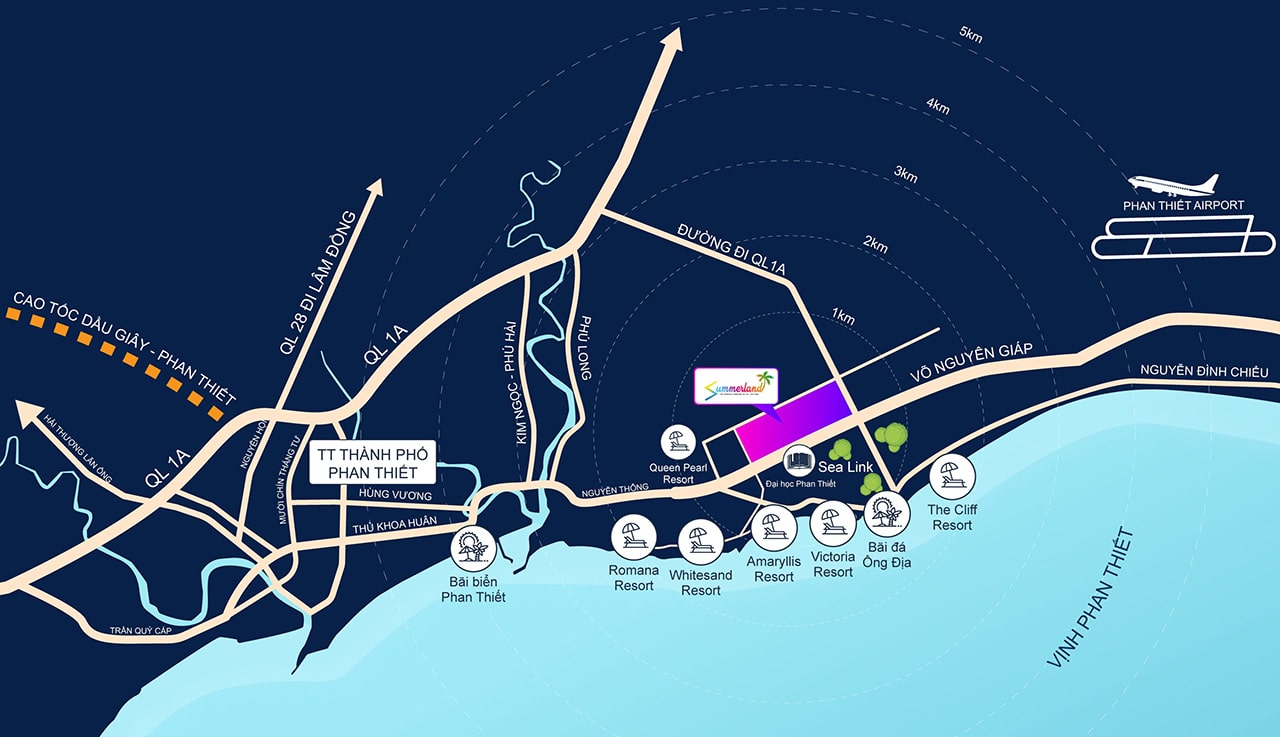 5km
4km
3km
2km
1km
PHAN THIẾT AIRPORT
ĐƯỜNG ĐI QL1A
QL 28 ĐI LÂM ĐỒNG
CAO TỐC DẦU GIÂY - PHAN THIẾT
QL 1A
KIM NGỌC - PHÚ HÀI
PHÚ LONG
VÕ NGUYÊN GIÁP
NGUYỄN ĐÌNH CHIỂU
Summerland
HẢI THƯỢNG LÃN ÔNG
QL 1A
MƯỜI CHÍN THÁNG TƯ
TT THÀNH PHỐ
PHAN THIẾT
HÙNG VƯƠNG
THỦ KHOA HUÂN
NGUYỄN THÔNG
Queen Pearl
Resort
Sea Link
Đại học Phan Thiết
The Cliff
Resort
Bãi đá
Ông Địa
Victoria
Resort
Amaryllis
Resort
Whitesand
Resort
Romana
Resort
Bãi biển
Phan Thiết
TRẦN QUÝ CÁP
VỊNH PHAN THIẾT